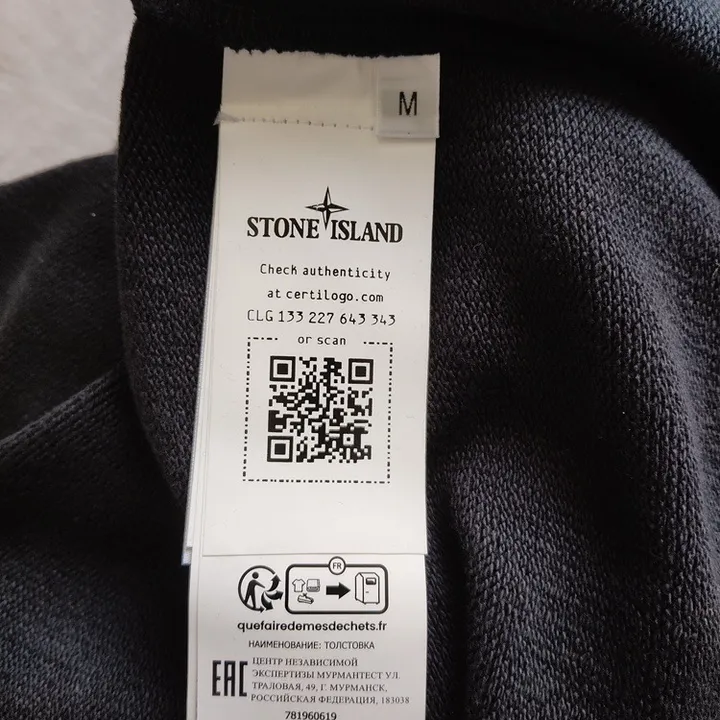 M
STONE ISLAND
Check authenticity
at certilogo.com
CLG 133 227 643 343
or scan
FR
quefairedemesdechets.fr
НАИМЕНОВАНИЕ: ТОЛСТОВКА
EAC
ЦЕНТР НЕЗАВИСИМОЙ
ЭКСПЕРТИЗЫ МУРМАНТЕСТ УЛ.
ТРАЛОВАЯ, 49, Г. МУРМАНСК,
РОССИЙСКАЯ ФЕДЕРАЦИЯ, 183038
781960619